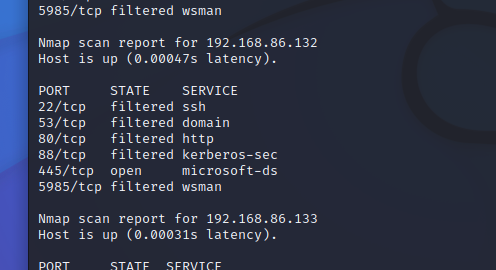 5985/tcp filtered wsman
Nmap scan report for 192.168.86.132
Host is up (0.00047s latency).
PORT     STATE    SERVICE
22/tcp   filtered ssh
53/tcp   filtered domain
80/tcp   filtered http
88/tcp   filtered kerberos-sec
445/tcp  open     microsoft-ds
5985/tcp filtered wsman
Nmap scan report for 192.168.86.133
Host is up (0.00031s latency).
PORT     STATE  SERVICE